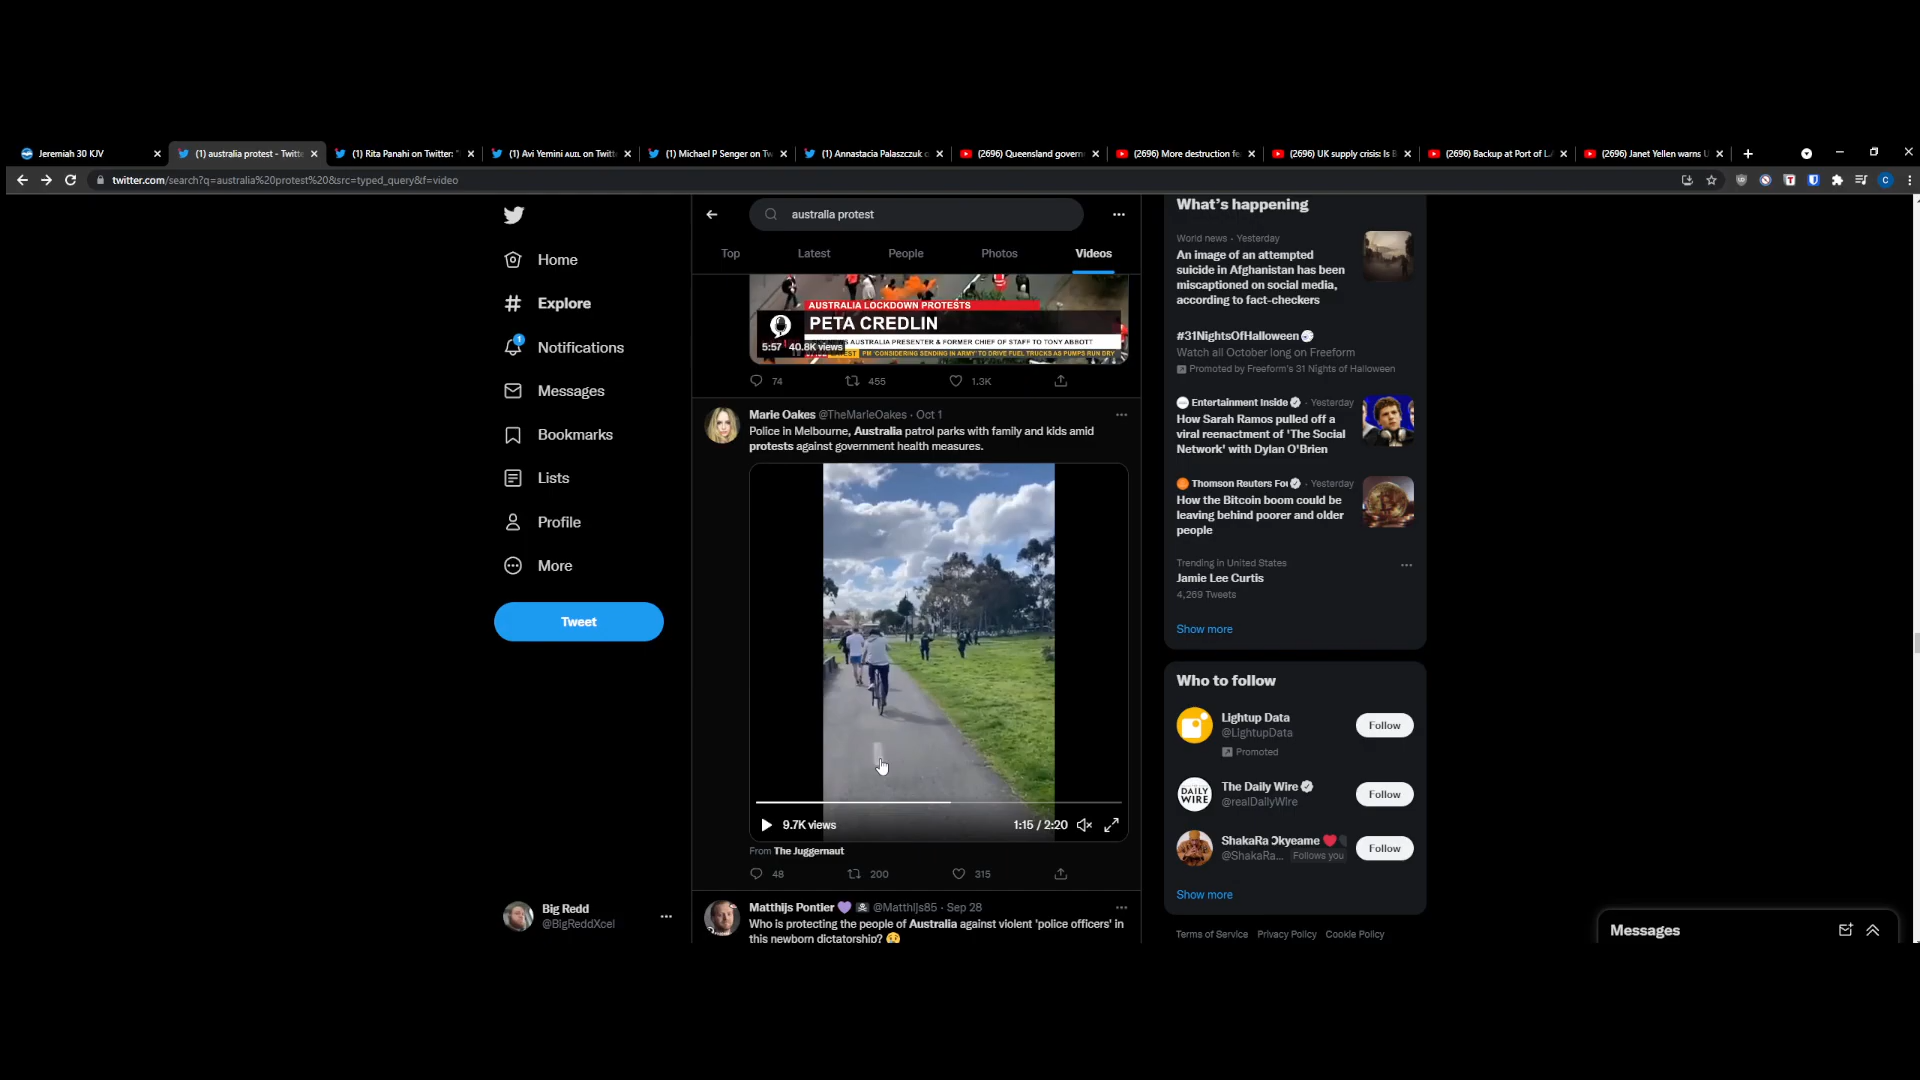 Jeremiah 30 KJV
(1) australia protest - Twitte
(1) Rita Panahi on Twitter: "
(1) Avi Yemini on Twitt
(1) Michael P Senger on Tw
(1) Annastacia Palaszczuk o
(2696) Queensland govern
(2696) More destruction fe
(2696) UK supply crisis: Is B
(2696) Backup at Port of L
(2696) Janet Yellen warns U
twitter.com/search?q=australia%20protest%20&src=typed_query&f=video
Home
Explore
1
Notifications
Messages
Bookmarks
Lists
Profile
More
Tweet
Big Redd
@BigReddXcel
australia protest
Top
Latest
People
Photos
Videos
AUSTRALIA LOCKDOWN PROTESTS
PETA CREDLIN
AUSTRALIA PRESENTER & FORMER CHIEF OF STAFF TO TONY ABBOTT
5:57 40.8K views
PM 'CONSIDERING SENDING IN ARMY' TO DRIVE FUEL TRUCKS AS PUMPS RUN DRY
74
455
1.3K
Marie Oakes @TheMarieOakes · Oct 1
Police in Melbourne, Australia patrol parks with family and kids amid
protests against government health measures.
9.7K views
1:15 / 2:20
From The Juggernaut
48
200
315
Matthijs Pontier @Matthijs85 · Sep 28
Who is protecting the people of Australia against violent 'police officers' in
this newborn dictatorship?
What's happening
World news · Yesterday
An image of an attempted
suicide in Afghanistan has been
miscaptioned on social media,
according to fact-checkers
#31NightsOfHalloween
Watch all October long on Freeform
Promoted by Freeform's 31 Nights of Halloween
Entertainment Inside · Yesterday
How Sarah Ramos pulled off a
viral reenactment of 'The Social
Network' with Dylan O'Brien
Thomson Reuters Fou · Yesterday
How the Bitcoin boom could be
leaving behind poorer and older
people
Trending in United States
Jamie Lee Curtis
4,269 Tweets
Show more
Who to follow
Lightup Data
@LightupData
Promoted
Follow
DAILY
WIRE
The Daily Wire
@realDailyWire
Follow
ShakaRa Ɔkyeame
@ShakaRa... Follows you
Follow
Show more
Terms of Service Privacy Policy Cookie Policy
Messages